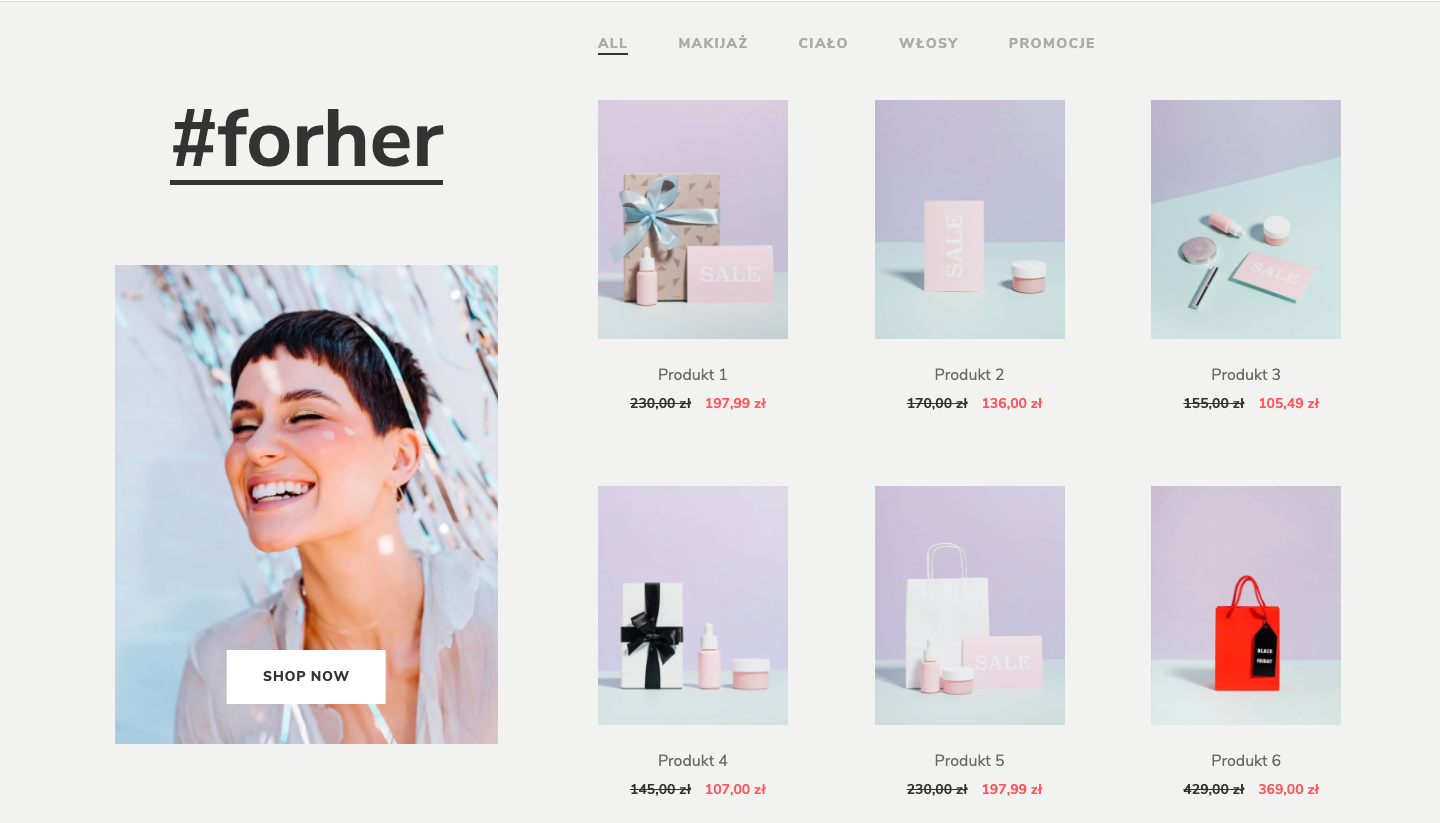 ALL MAKIJAŻ CIAŁO WŁOSY PROMOCJE
#forher
SHOP NOW
SALE
SALE
SALE
Produkt 1
230,00 zł 197,99 zł
Produkt 2
170,00 zł 136,00 zł
Produkt 3
155,00 zł 105,49 zł
SALE
BLACK
FRIDAY
Produkt 4
145,00 zł 107,00 zł
Produkt 5
230,00 zł 197,99 zł
Produkt 6
429,00 zł 369,00 zł